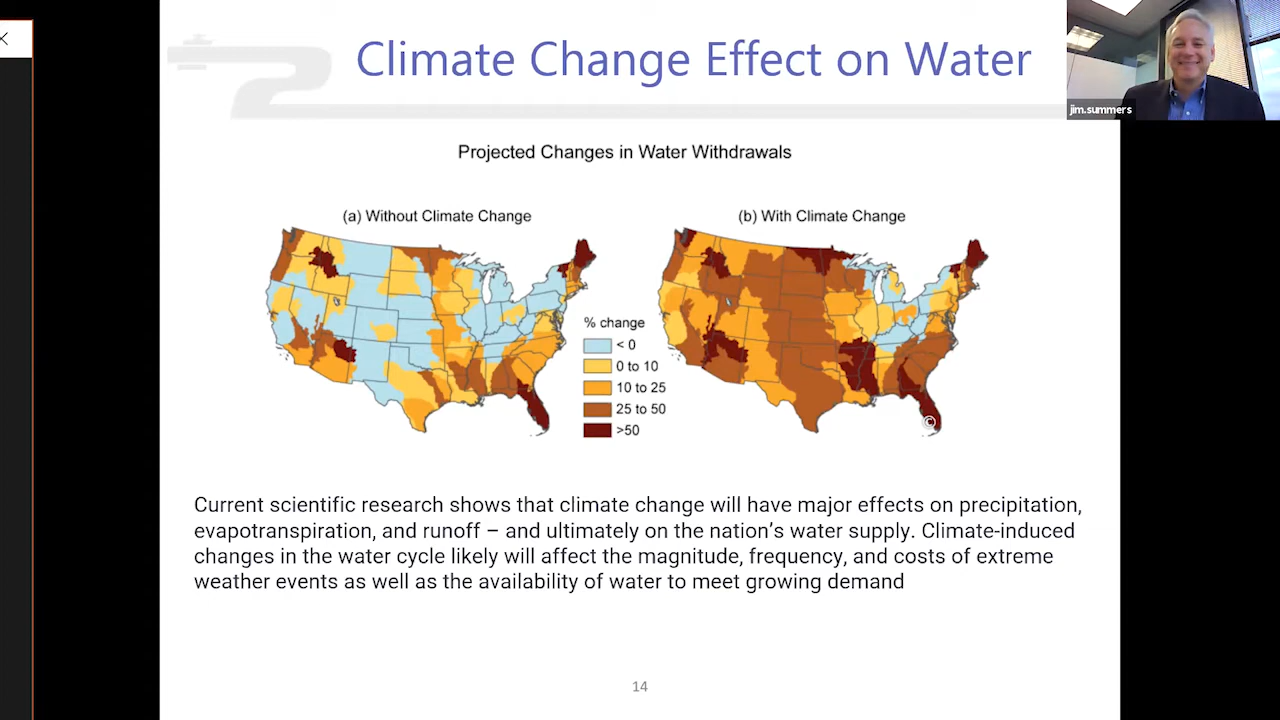 Climate Change Effect on Water
jim.summers
Projected Changes in Water Withdrawals
(a) Without Climate Change
(b) With Climate Change
% change
< 0
0 to 10
10 to 25
25 to 50
>50
©
Current scientific research shows that climate change will have major effects on precipitation,
evapotranspiration, and runoff – and ultimately on the nation's water supply. Climate-induced
changes in the water cycle likely will affect the magnitude, frequency, and costs of extreme
weather events as well as the availability of water to meet growing demand
14